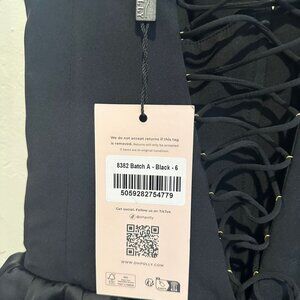 We do not accept returns if this tag
is removed. Returns will only be accepted
if items are in original condition.
8382 Batch A - Black - 6
5059282754779
Get social. Follow us on TikTok
@ohpolly
WWW.OHPOLLY.COM
FSC